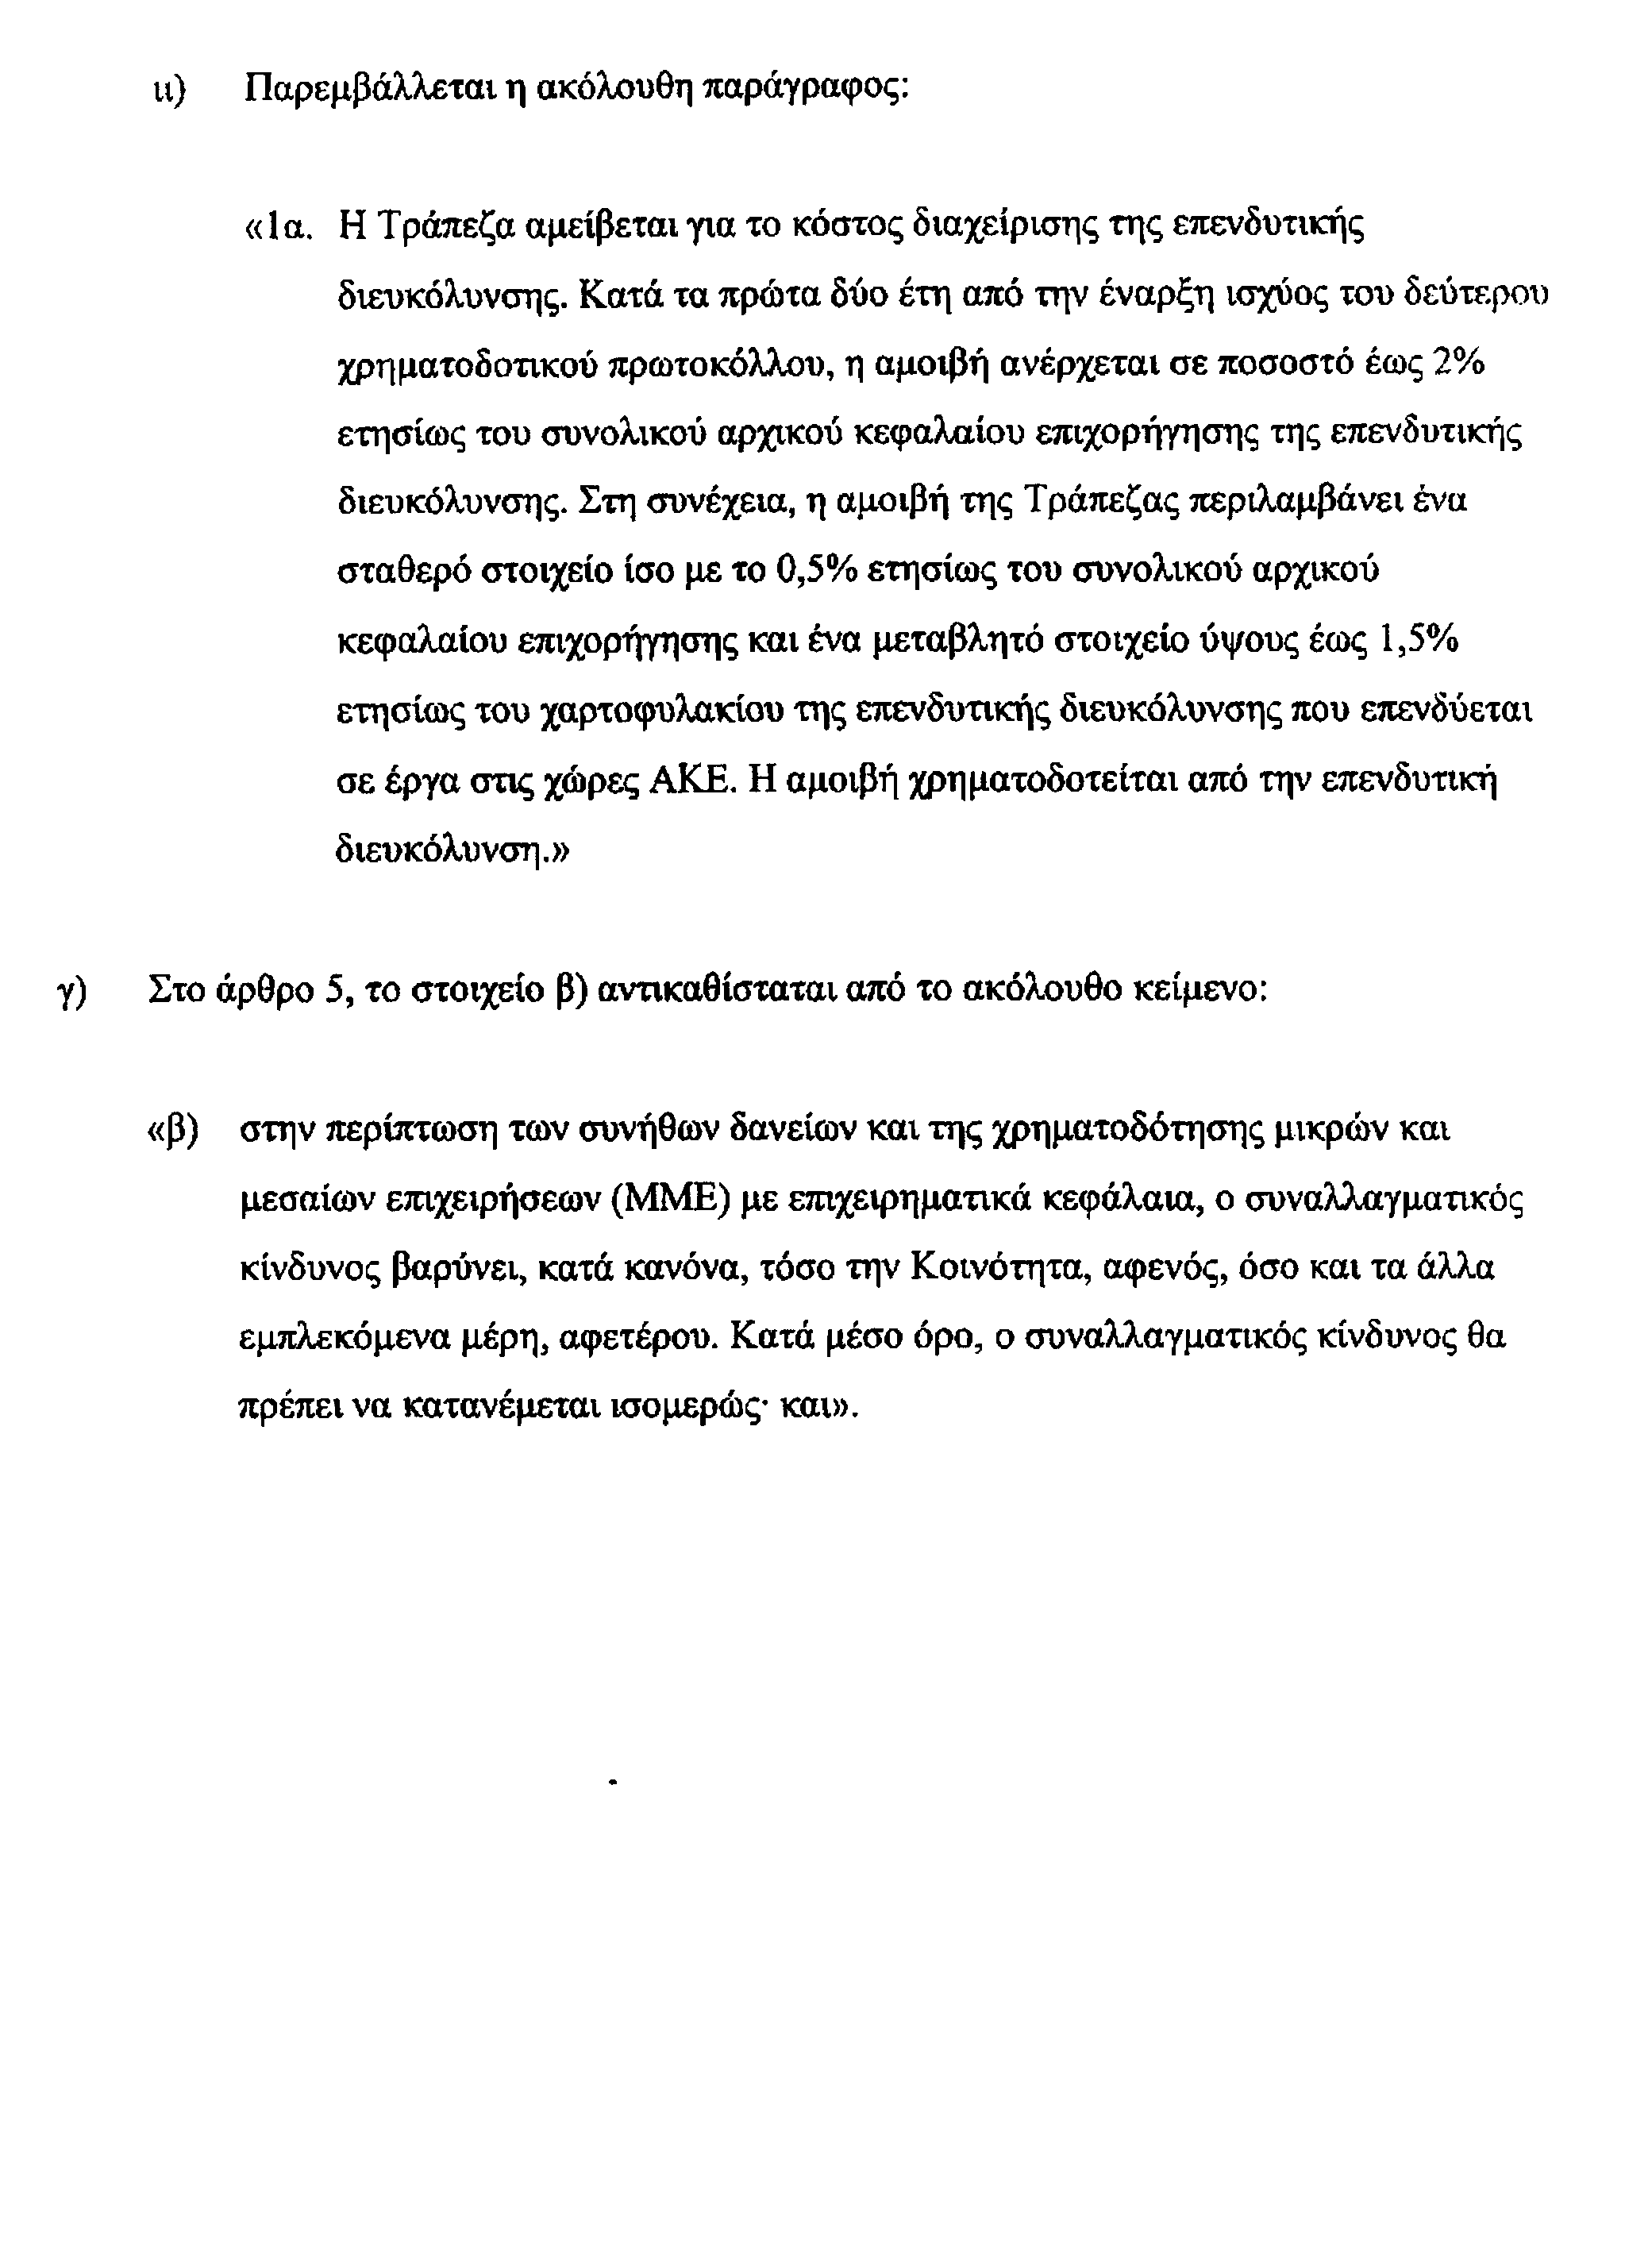 ιι) Παρεμβάλλεται η ακόλουθη παράγραφος:
«1α. Η Τράπεζα αμείβεται για το κόστος διαχείρισης της επενδυτικής
διευκόλυνσης. Κατά τα πρώτα δύο έτη από την έναρξη ισχύος του δεύτερου
χρηματοδοτικού πρωτοκόλλου, η αμοιβή ανέρχεται σε ποσοστό έως 2%
ετησίως του συνολικού αρχικού κεφαλαίου επιχορήγησης της επενδυτικής
διευκόλυνσης. Στη συνέχεια, η αμοιβή της Τράπεζας περιλαμβάνει ένα
σταθερό στοιχείο ίσο με το 0,5% ετησίως του συνολικού αρχικού
κεφαλαίου επιχορήγησης και ένα μεταβλητό στοιχείο ύψους έως 1,5%
ετησίως του χαρτοφυλακίου της επενδυτικής διευκόλυνσης που επενδύεται
σε έργα στις χώρες ΑΚΕ. Η αμοιβή χρηματοδοτείται από την επενδυτική
διευκόλυνση.»
γ) Στο άρθρο 5, το στοιχείο β) αντικαθίσταται από το ακόλουθο κείμενο:
«β) στην περίπτωση των συνήθων δανείων και της χρηματοδότησης μικρών και
μεσαίων επιχειρήσεων (ΜΜΕ) με επιχειρηματικά κεφάλαια, ο συναλλαγματικός
κίνδυνος βαρύνει, κατά κανόνα, τόσο την Κοινότητα, αφενός, όσο και τα άλλα
εμπλεκόμενα μέρη, αφετέρου. Κατά μέσο όρο, ο συναλλαγματικός κίνδυνος θα
πρέπει να κατανέμεται ισομερώς· και».